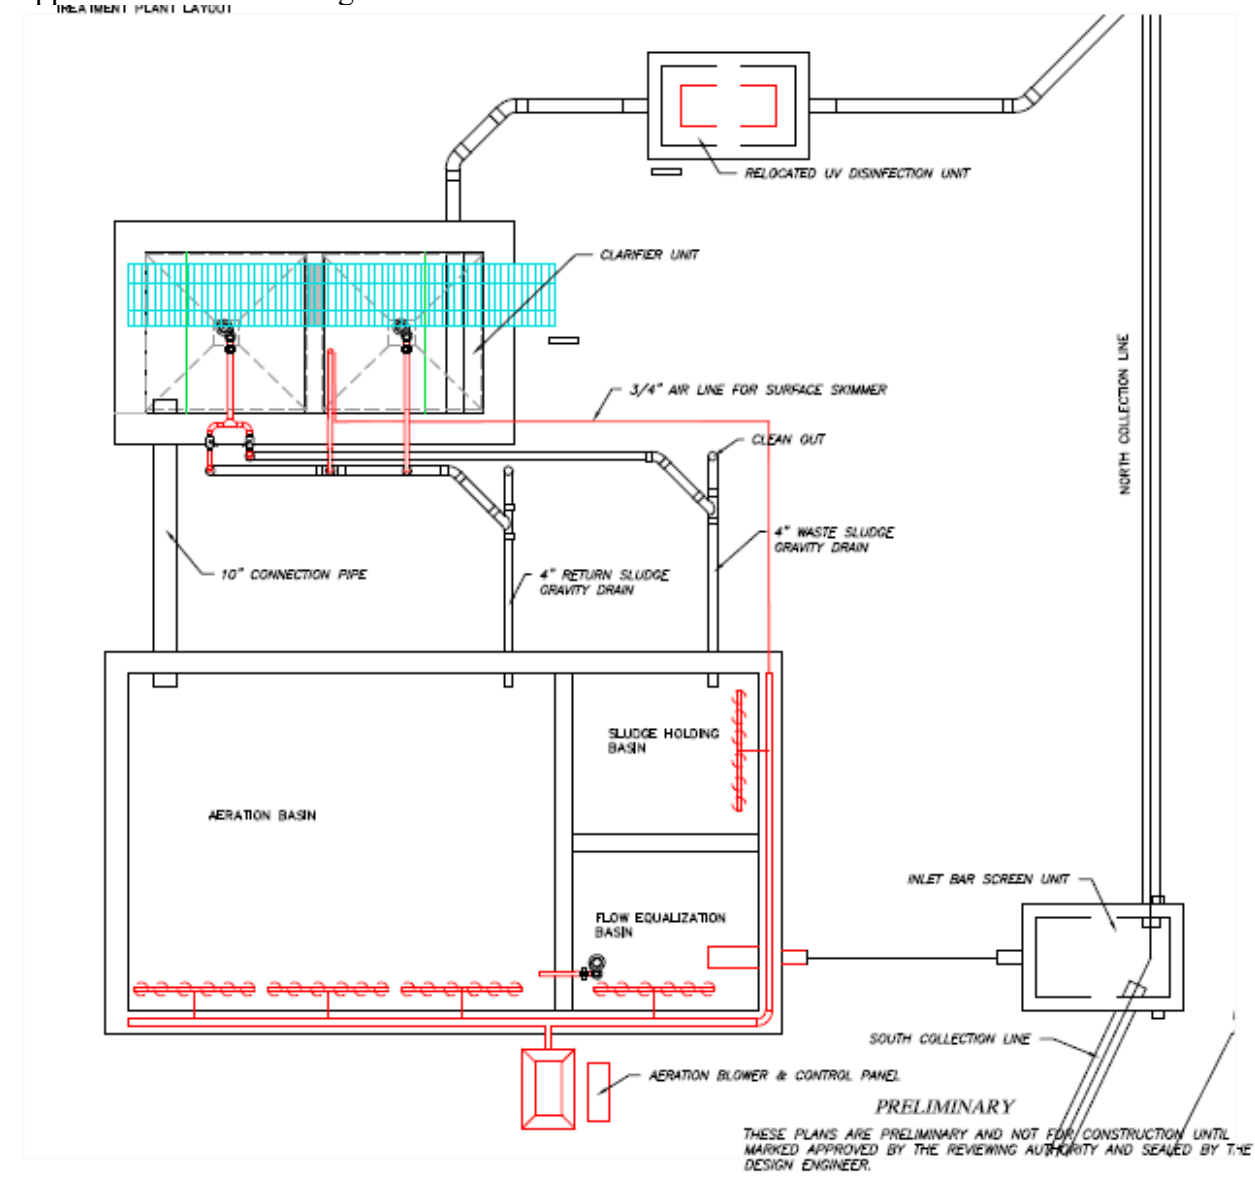 TREATMENT PLANT LAYOUT
RELOCATED UV DISINFECTION UNIT
CLARIFIER UNIT
3/4" AIR LINE FOR SURFACE SKIMMER
CLEAN OUT
NORTH COLLECTION LINE
4" WASTE SLUDGE
GRAVITY DRAIN
10" CONNECTION PIPE
4" RETURN SLUDGE
GRAVITY DRAIN
SLUDGE HOLDING
BASIN
AERATION BASIN
INLET BAR SCREEN UNIT
FLOW EQUALIZATION
BASIN
SOUTH COLLECTION LINE
AERATION BLOWER & CONTROL PANEL
PRELIMINARY
THESE PLANS ARE PRELIMINARY AND NOT FOR CONSTRUCTION UNTIL
MARKED APPROVED BY THE REVIEWING AUTHORITY AND SEALED BY THE
DESIGN ENGINEER.